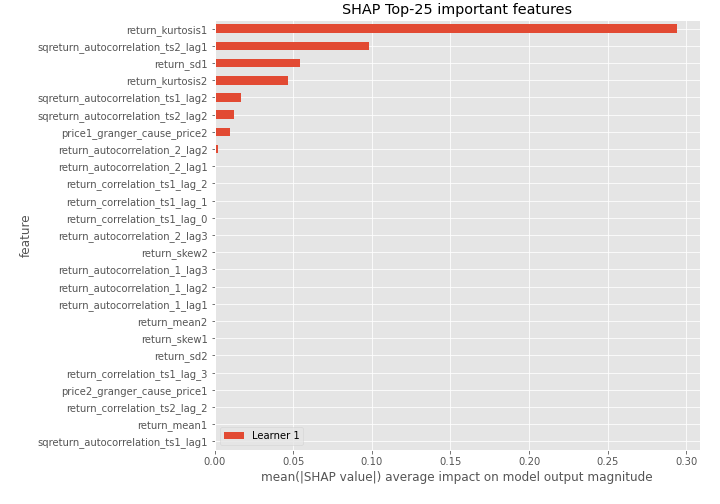 SHAP Top-25 important features
return_kurtosis1
sqreturn_autocorrelation_ts2_lag1
return_sd1
return_kurtosis2
sqreturn_autocorrelation_ts1_lag2
sqreturn_autocorrelation_ts2_lag2
price1_granger_cause_price2
return_autocorrelation_2_lag2
return_autocorrelation_2_lag1
return_correlation_ts1_lag_2
return_correlation_ts1_lag_1
return_correlation_ts1_lag_0
return_autocorrelation_2_lag3
return_skew2
return_autocorrelation_1_lag3
return_autocorrelation_1_lag2
return_autocorrelation_1_lag1
return_mean2
return_skew1
return_sd2
return_correlation_ts1_lag_3
price2_granger_cause_price1
return_correlation_ts2_lag_2
return_mean1
sqreturn_autocorrelation_ts1_lag1
feature
Learner 1
0.00 0.05 0.10 0.15 0.20 0.25 0.30
mean(|SHAP value|) average impact on model output magnitude